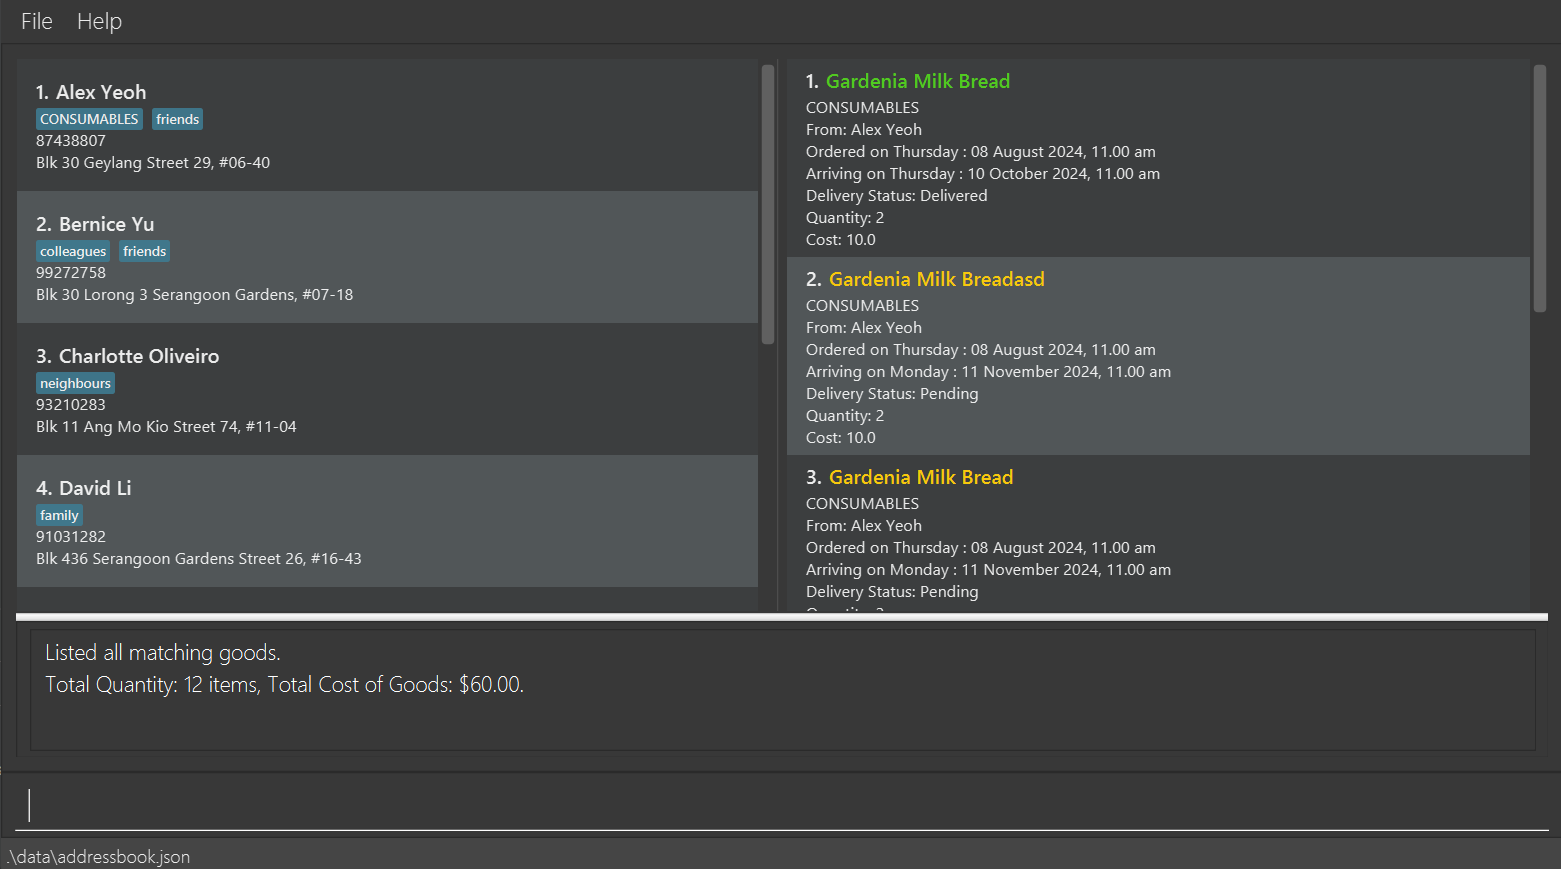 File Help
1. Alex Yeoh
CONSUMABLES friends
87438807
Blk 30 Geylang Street 29, #06-40
2. Bernice Yu
colleagues friends
99272758
Blk 30 Lorong 3 Serangoon Gardens, #07-18
3. Charlotte Oliveiro
neighbours
93210283
Blk 11 Ang Mo Kio Street 74, #11-04
4. David Li
family
91031282
Blk 436 Serangoon Gardens Street 26, #16-43
1. Gardenia Milk Bread
CONSUMABLES
From: Alex Yeoh
Ordered on Thursday : 08 August 2024, 11.00 am
Arriving on Thursday : 10 October 2024, 11.00 am
Delivery Status: Delivered
Quantity: 2
Cost: 10.0
2. Gardenia Milk Breadasd
CONSUMABLES
From: Alex Yeoh
Ordered on Thursday : 08 August 2024, 11.00 am
Arriving on Monday : 11 November 2024, 11.00 am
Delivery Status: Pending
Quantity: 2
Cost: 10.0
3. Gardenia Milk Bread
CONSUMABLES
From: Alex Yeoh
Ordered on Thursday : 08 August 2024, 11.00 am
Arriving on Monday : 11 November 2024, 11.00 am
Delivery Status: Pending
Listed all matching goods.
Total Quantity: 12 items, Total Cost of Goods: $60.00.
.\data\addressbook.json